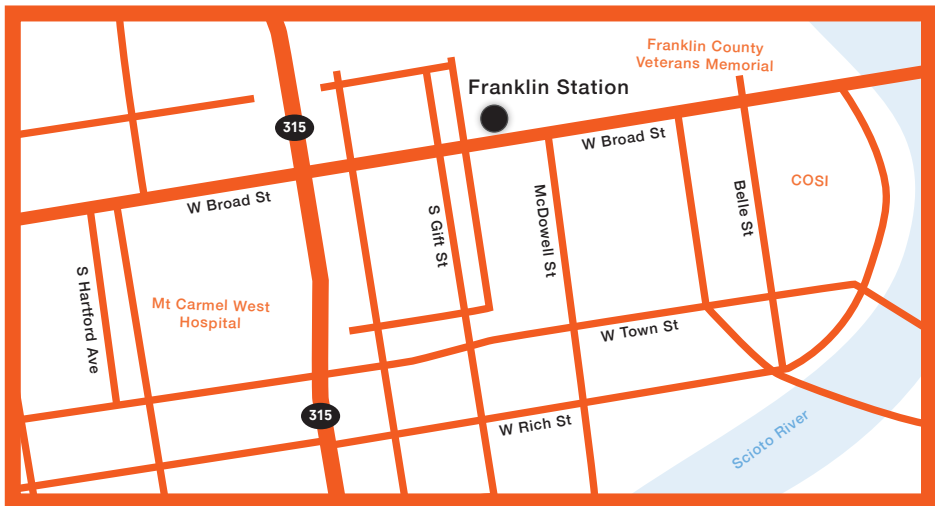 Franklin County
Veterans Memorial
Franklin Station
315
W Broad St
COSI
W Broad St
McDowell St
Belle St
S Gift St
S Hartford Ave
Mt Carmel West
Hospital
W Town St
315
W Rich St
Scioto River